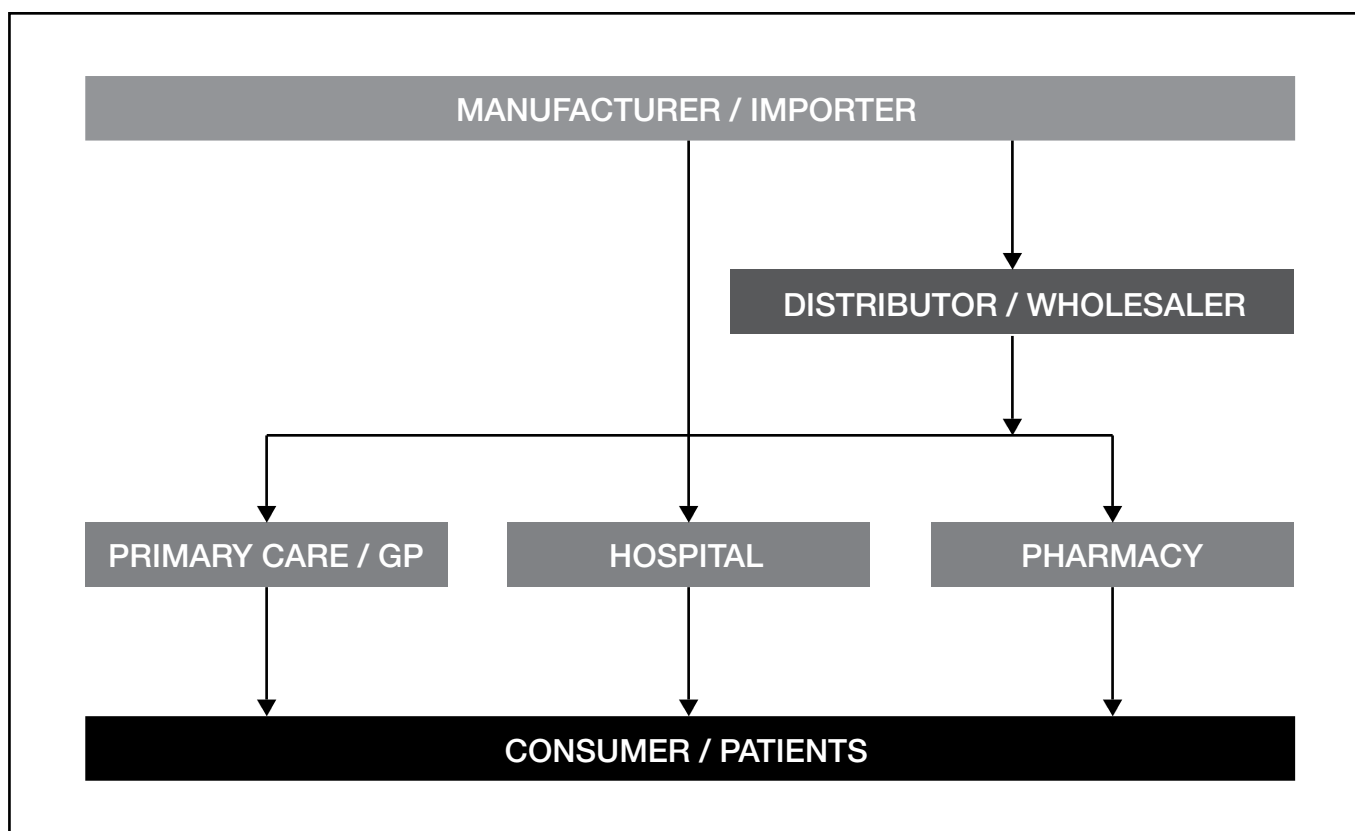 MANUFACTURER / IMPORTER
DISTRIBUTOR / WHOLESALER
PRIMARY CARE / GP
HOSPITAL
PHARMACY
CONSUMER / PATIENTS